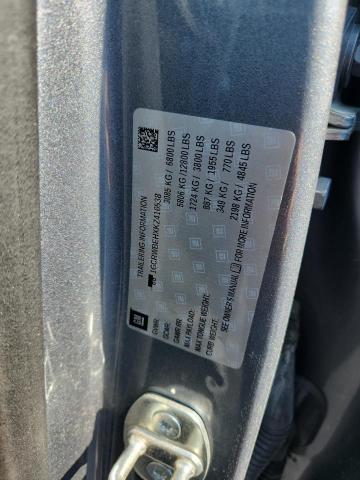 TRAILERING INFORMATION
1GCRWBEHXKZ410538
GM
GVWR: 3085 KG / 6800 LBS
GCWR: 5806 KG /12800 LBS
GAWR RR: 1724 KG / 3800 LBS
MAX PAYLOAD: 887 KG / 1955 LBS
MAX TONGUE WEIGHT: 349 KG / 770 LBS
CURB WEIGHT: 2198 KG / 4845 LBS
SEE OWNER'S MANUAL FOR